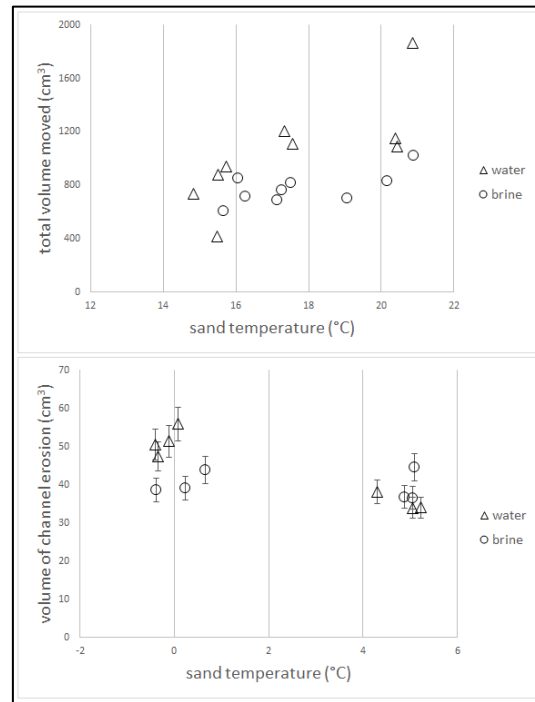 total volume moved (cm³)
2000
1600
1200
800
400
0
12 14 16 18 20 22
sand temperature (°C)
water
brine
volume of channel erosion (cm³)
70
60
50
40
30
20
10
0
-2 0 2 4 6
sand temperature (°C)
water
brine